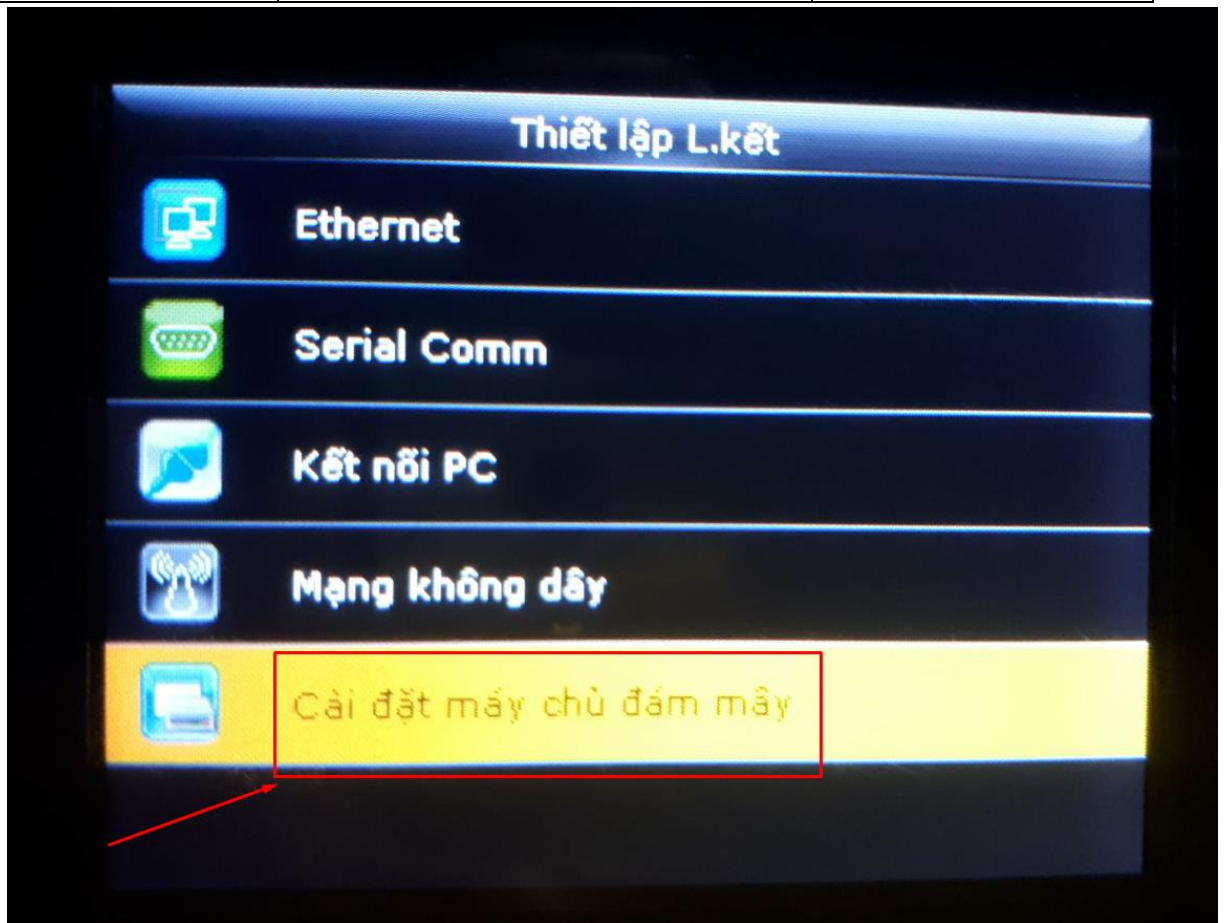 Thiết lập L.kết
Ethernet
Serial Comm
Kết nối PC
Mạng không dây
Cài đặt máy chủ đám mây